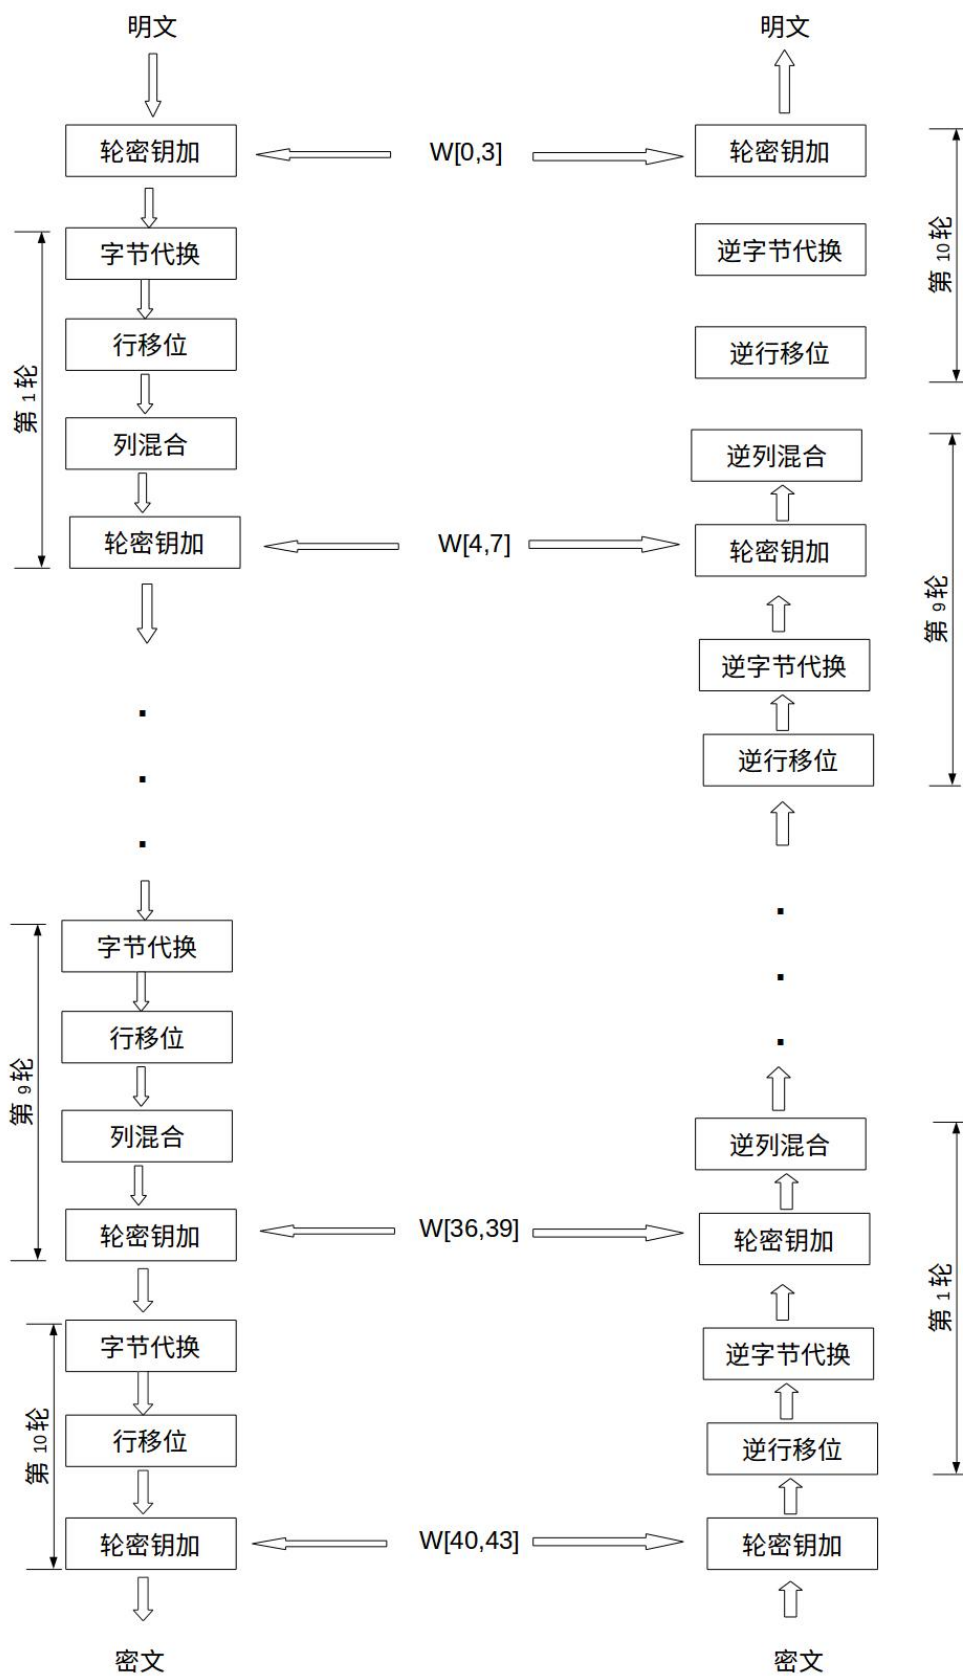 明文
明文
轮密钥加
W[0,3]
轮密钥加
字节代换
逆字节代换
第 10 轮
行移位
逆行移位
第 1 轮
列混合
逆列混合
轮密钥加
W[4,7]
轮密钥加
第 9 轮
逆字节代换
逆行移位
字节代换
行移位
第 9 轮
列混合
逆列混合
轮密钥加
W[36,39]
轮密钥加
第 1 轮
字节代换
逆字节代换
第 10 轮
行移位
逆行移位
轮密钥加
W[40,43]
轮密钥加
密文
密文